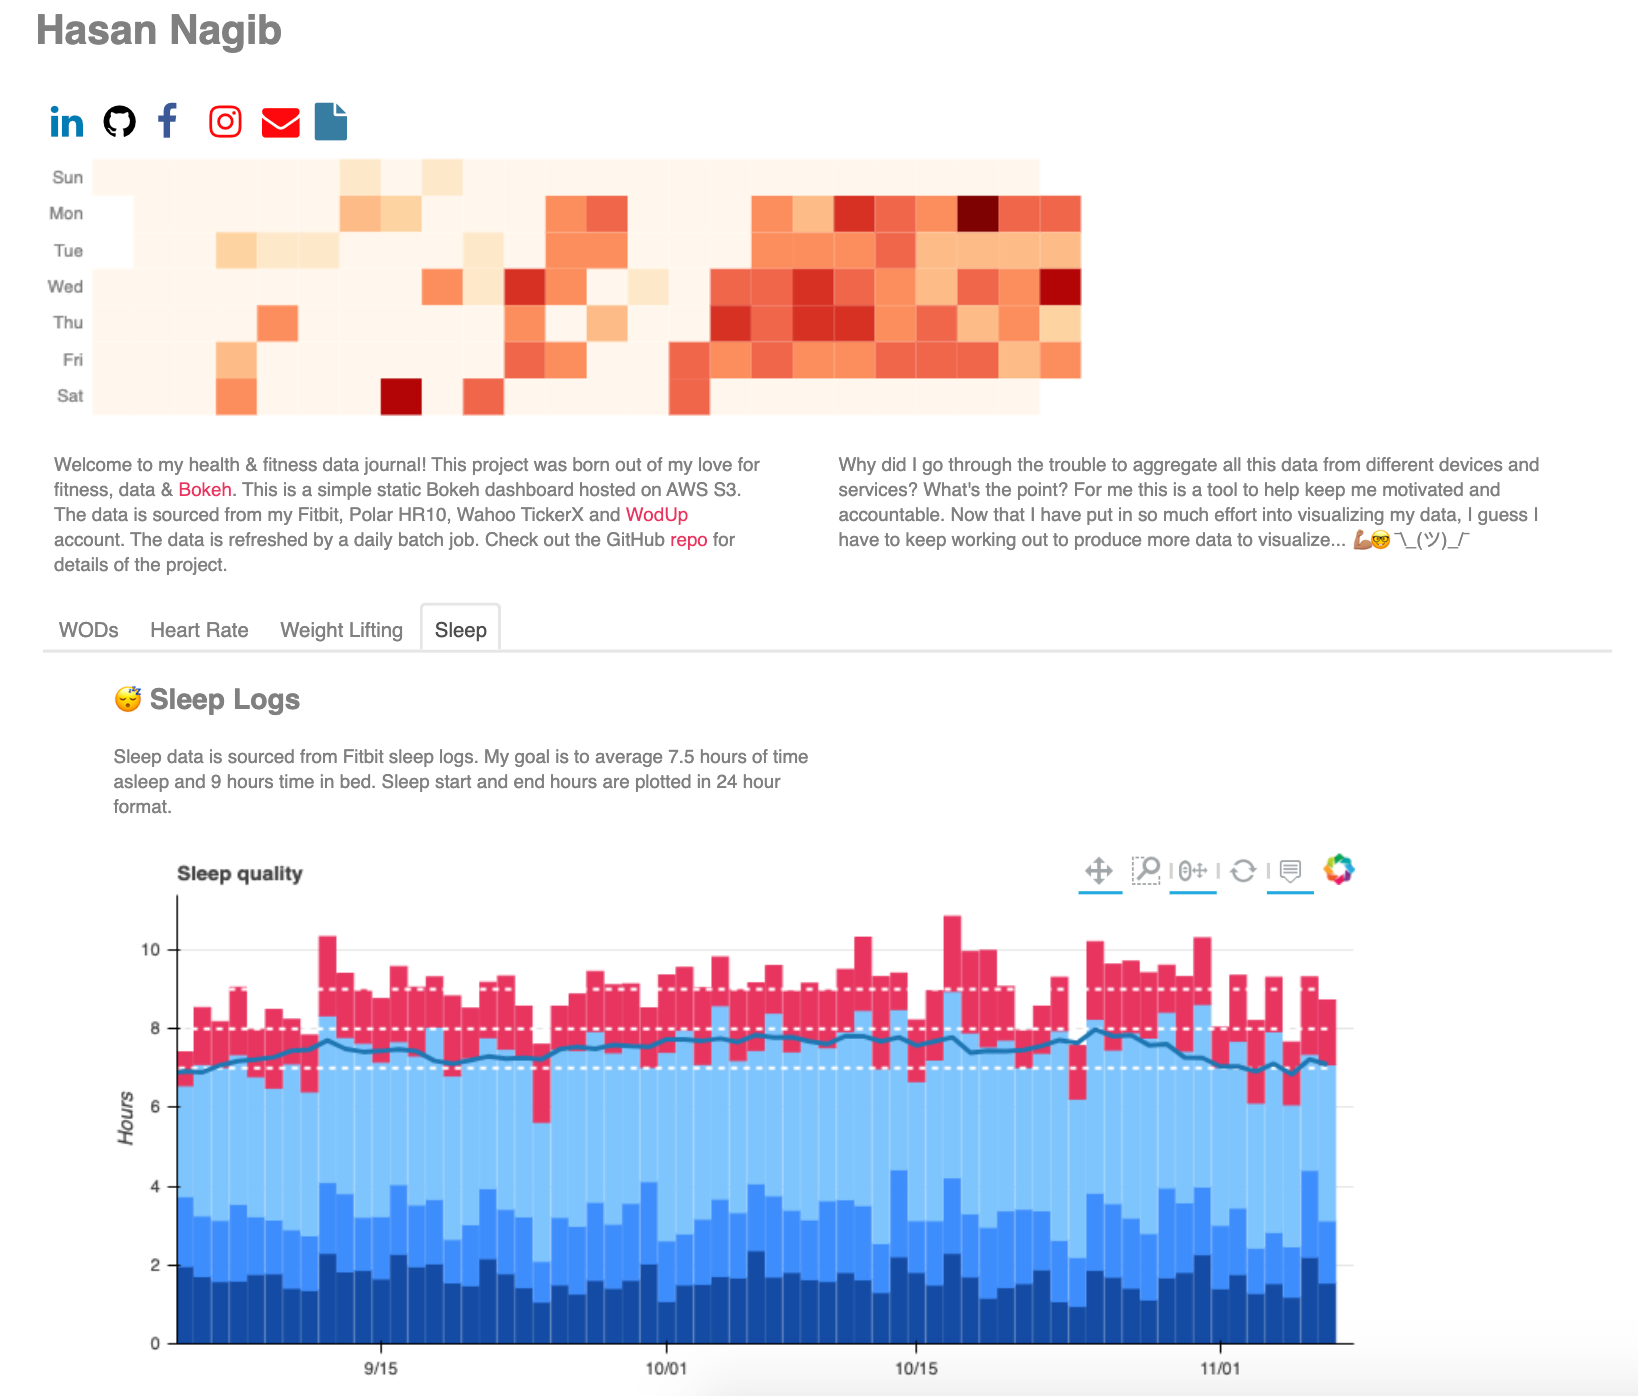 Hasan Nagib
in
Sun
Mon
Tue
Wed
Thu
Fri
Sat
Welcome to my health & fitness data journal! This project was born out of my love for
fitness, data & Bokeh. This is a simple static Bokeh dashboard hosted on AWS S3.
The data is sourced from my Fitbit, Polar HR10, Wahoo TickerX and WodUp
account. The data is refreshed by a daily batch job. Check out the GitHub repo for
details of the project.
Why did I go through the trouble to aggregate all this data from different devices and
services? What's the point? For me this is a tool to help keep me motivated and
accountable. Now that I have put in so much effort into visualizing my data, I guess I
have to keep working out to produce more data to visualize... 💪🏽🤓 ¯\_(ツ)_/¯
WODs Heart Rate Weight Lifting Sleep
😴 Sleep Logs
Sleep data is sourced from Fitbit sleep logs. My goal is to average 7.5 hours of time
asleep and 9 hours time in bed. Sleep start and end hours are plotted in 24 hour
format.
Sleep quality
Hours
10
8
6
4
2
0
9/15 10/01 10/15 11/01